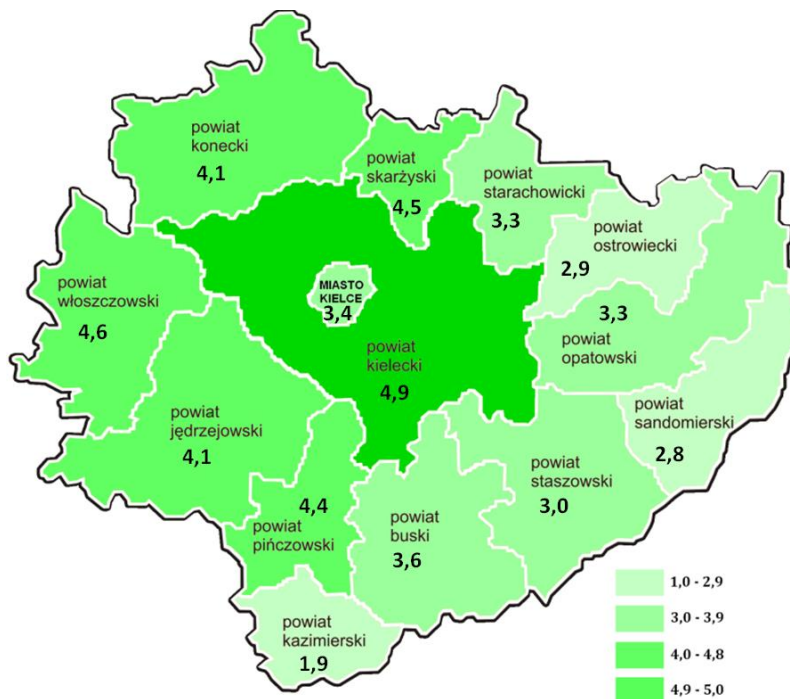 powiat
konecki
4,1
powiat
skarżyski
4,5
powiat
starachowicki
3,3
powiat
ostrowiecki
2,9
powiat
włoszczowski
4,6
MIASTO
KIELCE
3,4
3,3
powiat
opatowski
powiat
kielecki
4,9
powiat
sandomierski
2,8
powiat
jędrzejowski
4,1
powiat
staszowski
3,0
4,4
powiat
pińczowski
powiat
buski
3,6
powiat
kazimierski
1,9
1,0 - 2,9
3,0 - 3,9
4,0 - 4,8
4,9 - 5,0